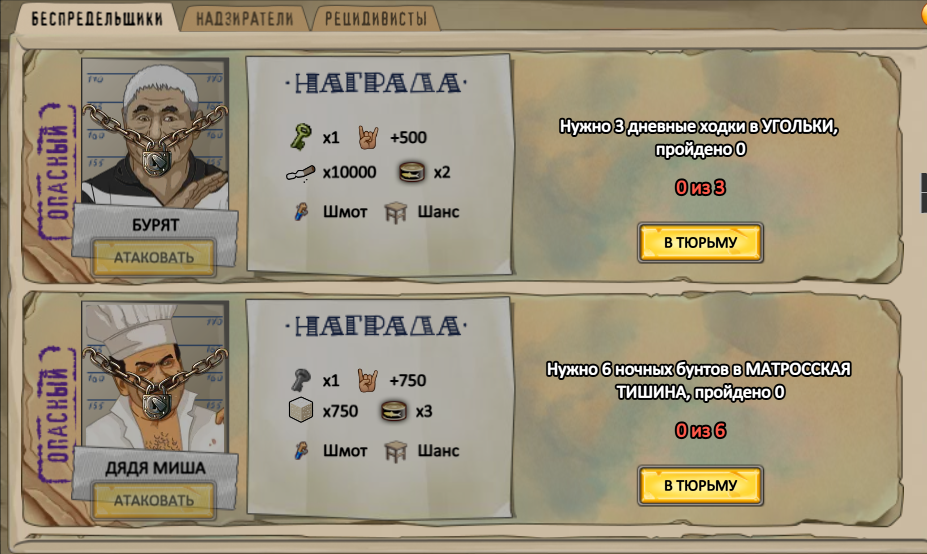 БЕСПРЕДЕЛЬЩИКИ
НАДЗИРАТЕЛИ
РЕЦИДИВИСТЫ
ОПАСНЫЙ
БУРЯТ
АТАКОВАТЬ
·НАГРАДА·
x1 +500
x10000 x2
Шмот Шанс
Нужно 3 дневные ходки в УГОЛЬКИ,
пройдено 0
0 из 3
В ТЮРЬМУ
ОПАСНЫЙ
ДЯДЯ МИША
АТАКОВАТЬ
·НАГРАДА·
x1 +750
x750 x3
Шмот Шанс
Нужно 6 ночных бунтов в МАТРОССКАЯ
ТИШИНА, пройдено 0
0 из 6
В ТЮРЬМУ